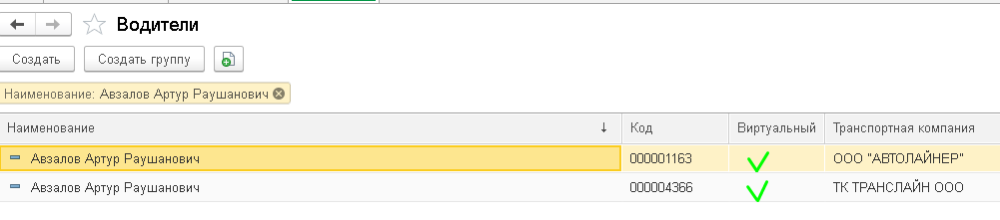 Водители
Создать Создать группу
Наименование: Авзалов Артур Раушанович
Наименование Код Виртуальный Транспортная компания
Авзалов Артур Раушанович 000001163 ООО "АВТОЛАЙНЕР"
Авзалов Артур Раушанович 000004366 ТК ТРАНСЛАЙН ООО